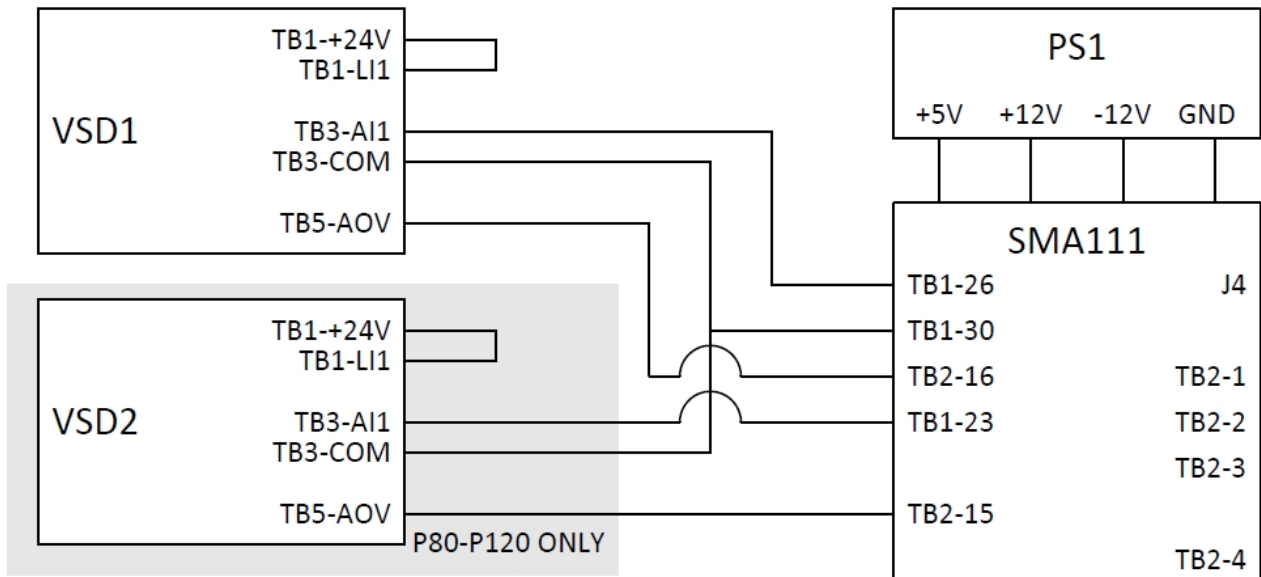 VSD1
TB1-+24V
TB1-LI1
TB3-AI1
TB3-COM
TB5-AOV
VSD2
TB1-+24V
TB1-LI1
TB3-AI1
TB3-COM
TB5-AOV
P80-P120 ONLY
PS1
+5V +12V -12V GND
SMA111
TB1-26 J4
TB1-30
TB2-16 TB2-1
TB1-23 TB2-2
TB2-3
TB2-15
TB2-4